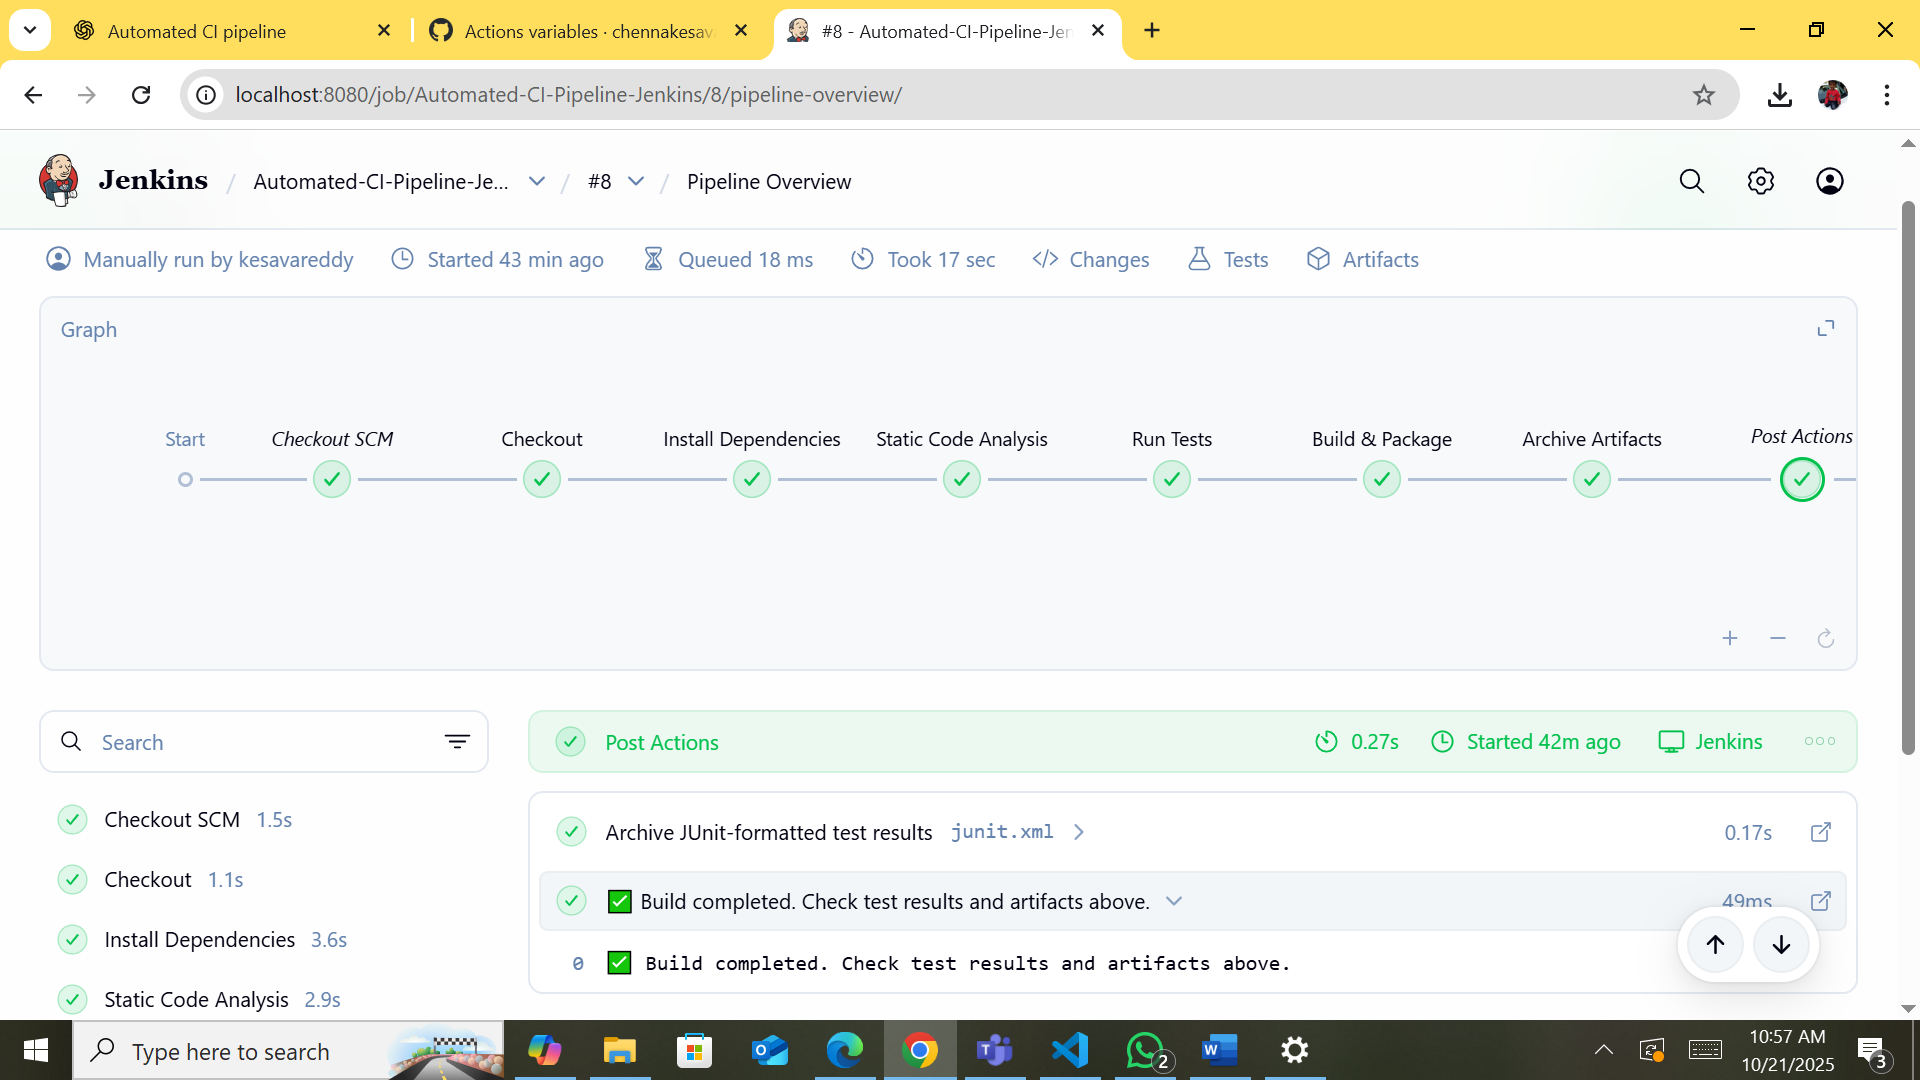 Automated CI pipeline
Actions variables · chennakesava
#8 - Automated-CI-Pipeline-Jen
localhost:8080/job/Automated-CI-Pipeline-Jenkins/8/pipeline-overview/
Jenkins / Automated-CI-Pipeline-Je... / #8 / Pipeline Overview
Manually run by kesavareddy
Started 43 min ago
Queued 18 ms
Took 17 sec
Changes
Tests
Artifacts
Graph
Start
Checkout SCM
Checkout
Install Dependencies
Static Code Analysis
Run Tests
Build & Package
Archive Artifacts
Post Actions
Search
Checkout SCM 1.5s
Checkout 1.1s
Install Dependencies 3.6s
Static Code Analysis 2.9s
Post Actions
0.27s
Started 42m ago
Jenkins
Archive JUnit-formatted test results junit.xml
0.17s
✅ Build completed. Check test results and artifacts above.
49ms
0 ✅ Build completed. Check test results and artifacts above.
Type here to search
2
10:57 AM
10/21/2025
3